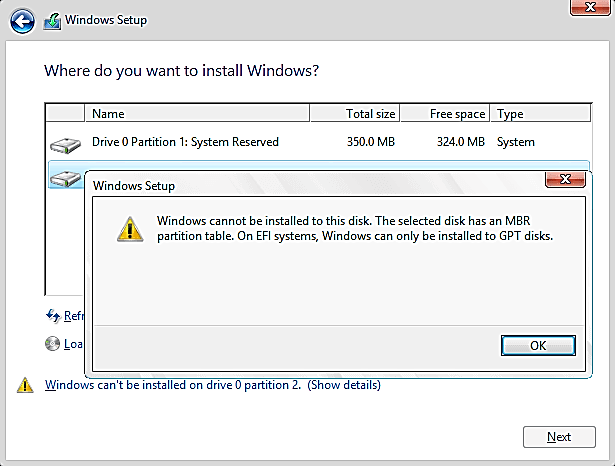 Windows Setup
Where do you want to install Windows?
Name Total size Free space Type
Drive 0 Partition 1: System Reserved 350.0 MB 324.0 MB System
Windows Setup
Windows cannot be installed to this disk. The selected disk has an MBR
partition table. On EFI systems, Windows can only be installed to GPT disks.
OK
Refr
Loa
Windows can't be installed on drive 0 partition 2. (Show details)
Next